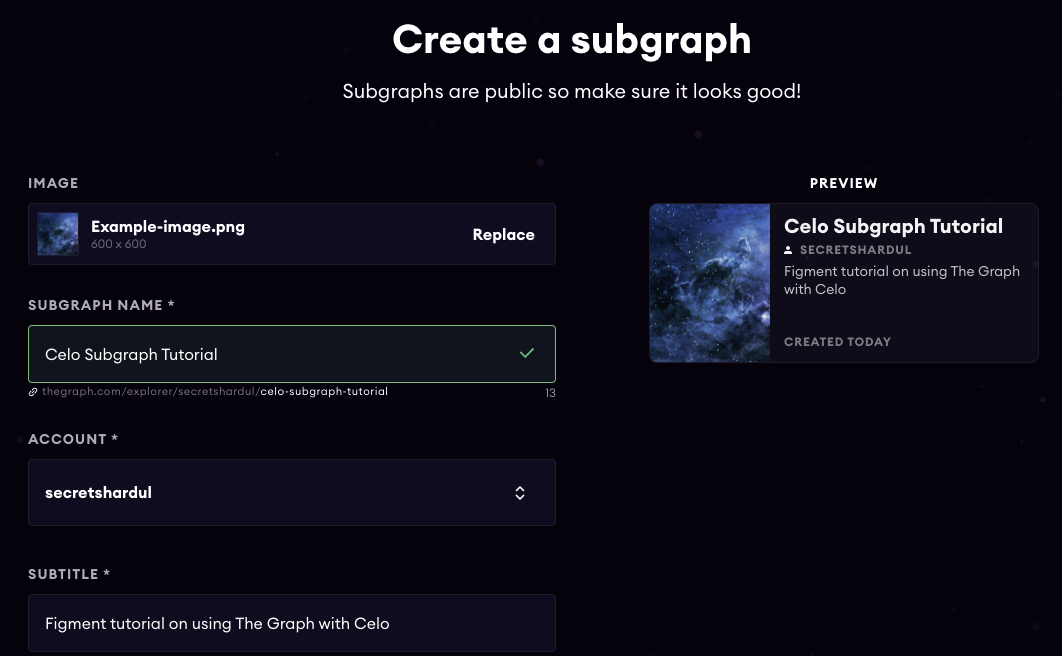 Create a subgraph
Subgraphs are public so make sure it looks good!
IMAGE
Example-image.png
600 x 600
Replace
SUBGRAPH NAME *
Celo Subgraph Tutorial
thegraph.com/explorer/secretshardul/celo-subgraph-tutorial
13
ACCOUNT *
secretshardul
SUBTITLE *
Figment tutorial on using The Graph with Celo
PREVIEW
Celo Subgraph Tutorial
SECRETSHARDUL
Figment tutorial on using The Graph
with Celo
CREATED TODAY